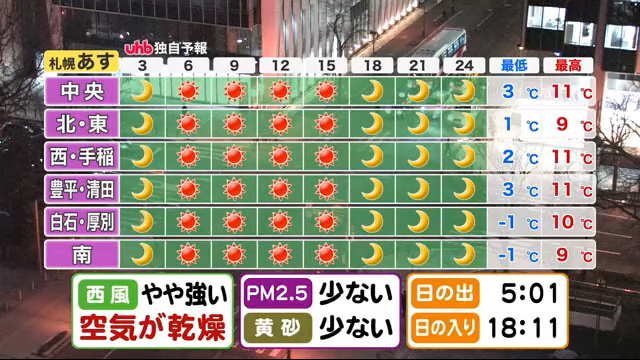 uhb 独自予報
札幌 あす 3 6 9 12 15 18 21 24 最低 最高
中央 3℃ 11℃
北・東 1℃ 9℃
西・手稲 2℃ 11℃
豊平・清田 3℃ 11℃
白石・厚別 -1℃ 10℃
南 -1℃ 9℃
西風 やや強い
空気が乾燥
PM2.5 少ない
黄砂 少ない
日の出 5:01
日の入り 18:11